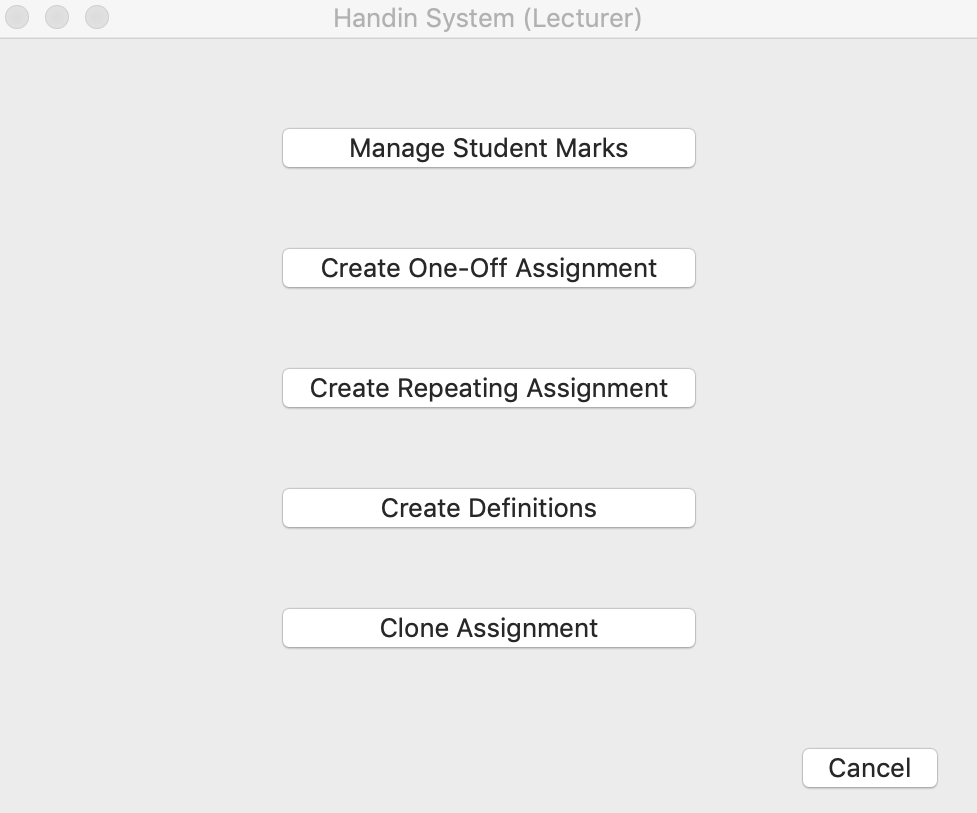 Handin System (Lecturer)
Manage Student Marks
Create One-Off Assignment
Create Repeating Assignment
Create Definitions
Clone Assignment
Cancel